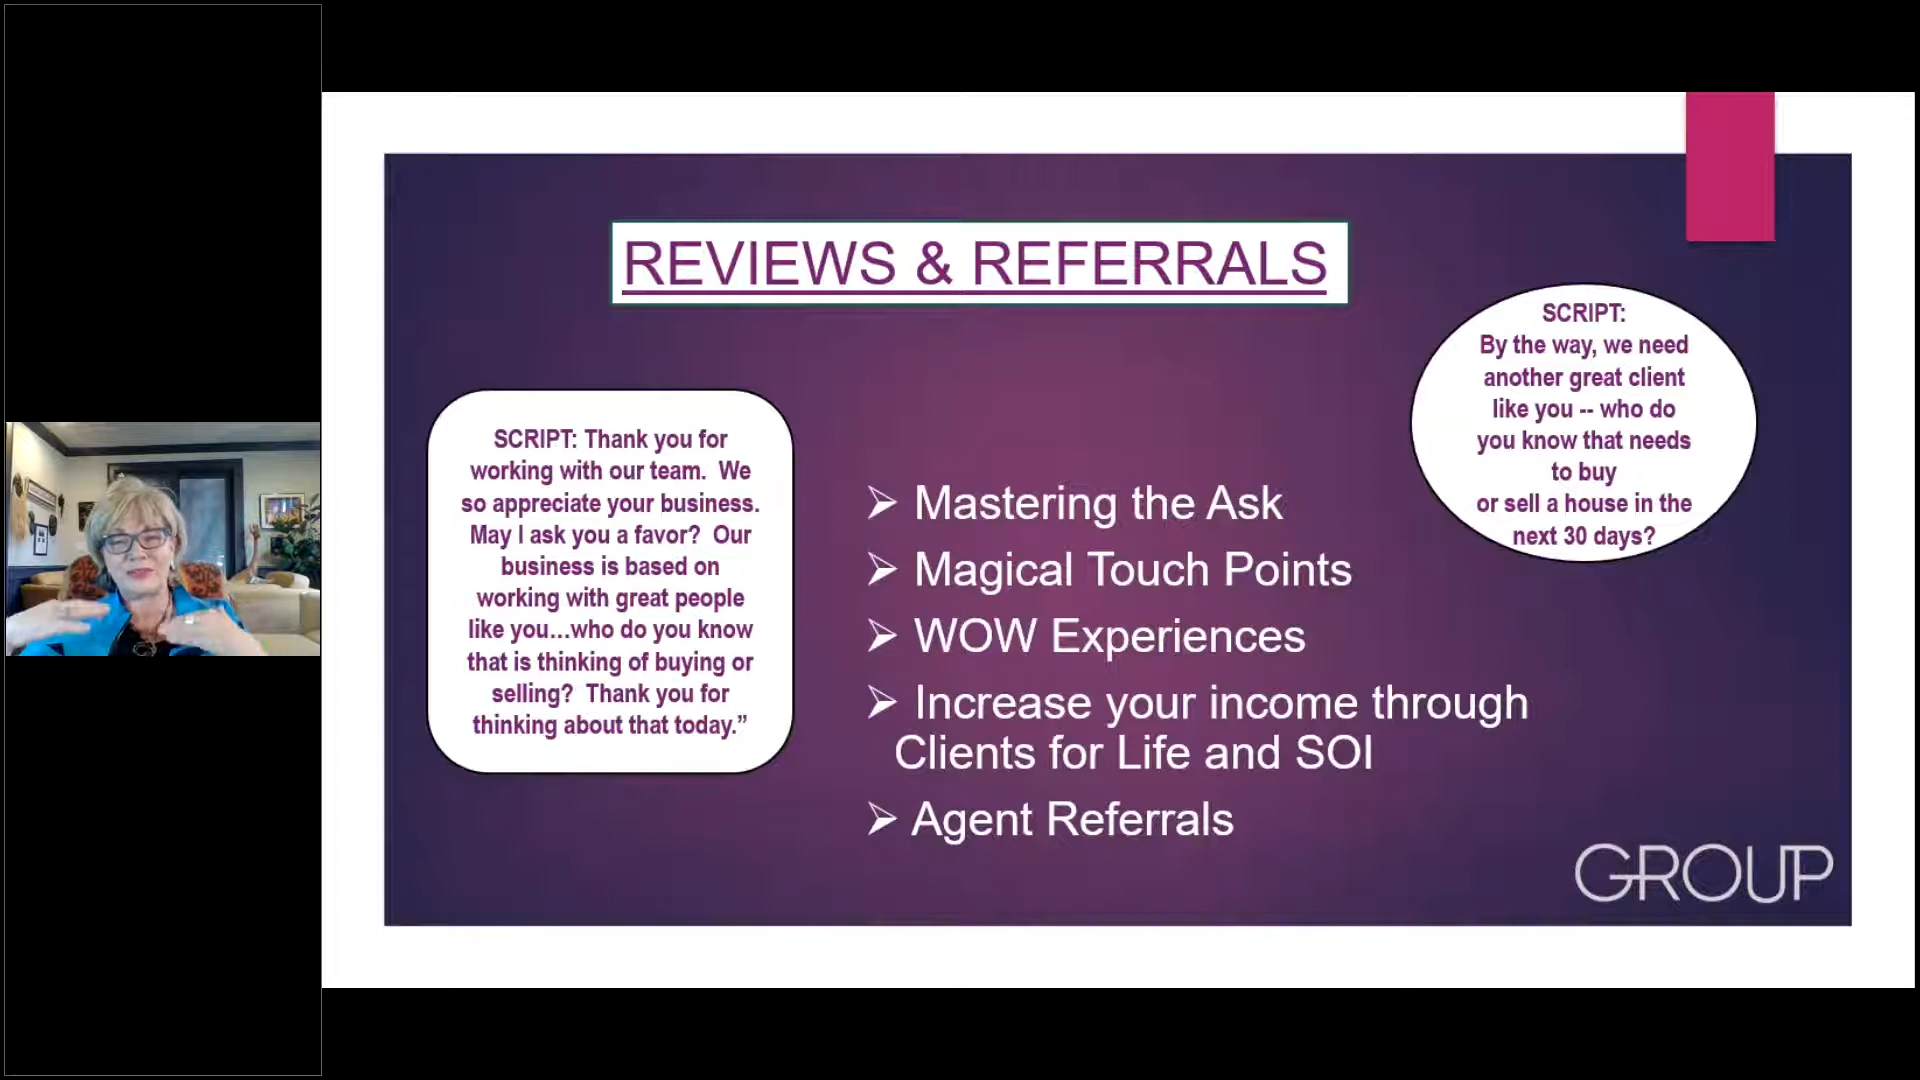 REVIEWS & REFERRALS
SCRIPT: Thank you for
working with our team. We
so appreciate your business.
May I ask you a favor? Our
business is based on
working with great people
like you...who do you know
that is thinking of buying or
selling? Thank you for
thinking about that today.”
➢ Mastering the Ask
➢ Magical Touch Points
➢ WOW Experiences
➢ Increase your income through
Clients for Life and SOI
➢ Agent Referrals
SCRIPT:
By the way, we need
another great client
like you -- who do
you know that needs
to buy
or sell a house in the
next 30 days?
GROUP